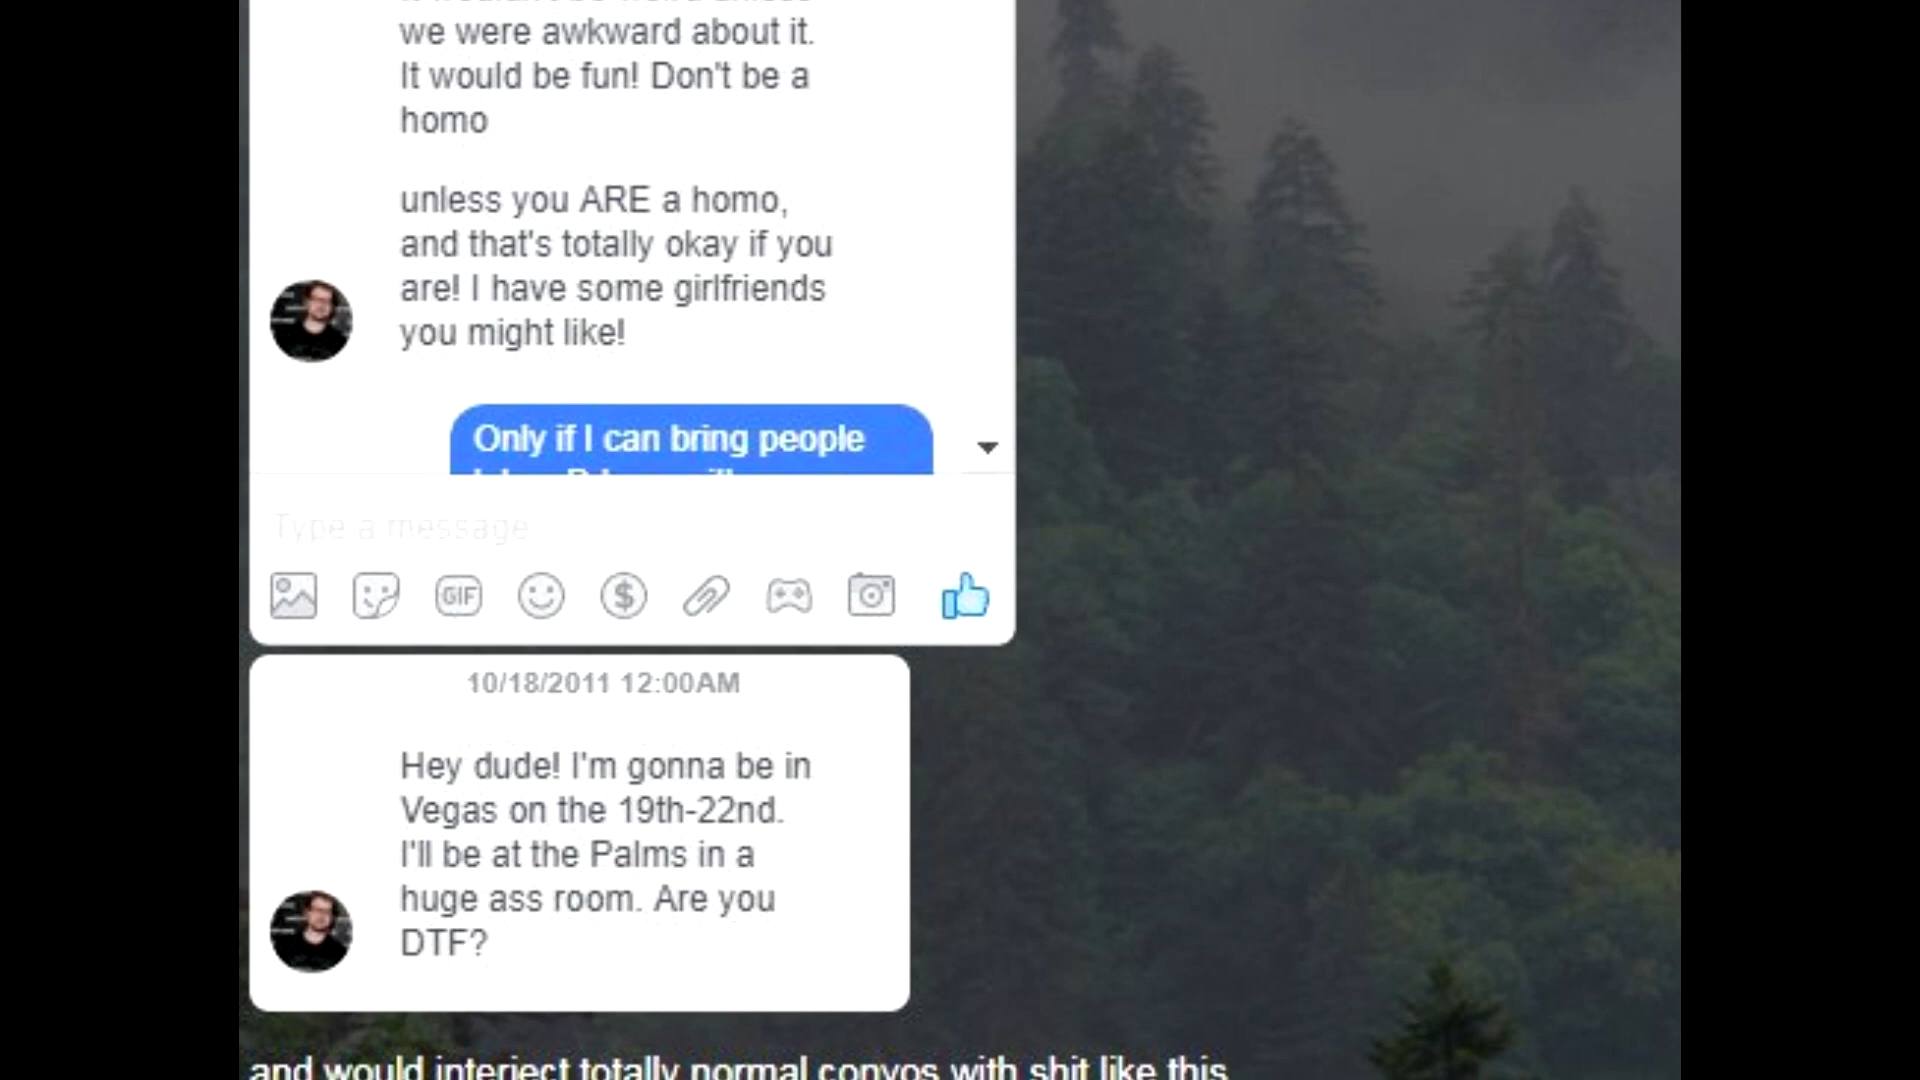 we were awkward about it.
It would be fun! Don't be a
homo
unless you ARE a homo,
and that's totally okay if you
are! I have some girlfriends
you might like!
Only if I can bring people
Type a message
GIF
10/18/2011 12:00AM
Hey dude! I'm gonna be in
Vegas on the 19th-22nd.
I'll be at the Palms in a
huge ass room. Are you
DTF?
and would interject totally normal convos with shit like this